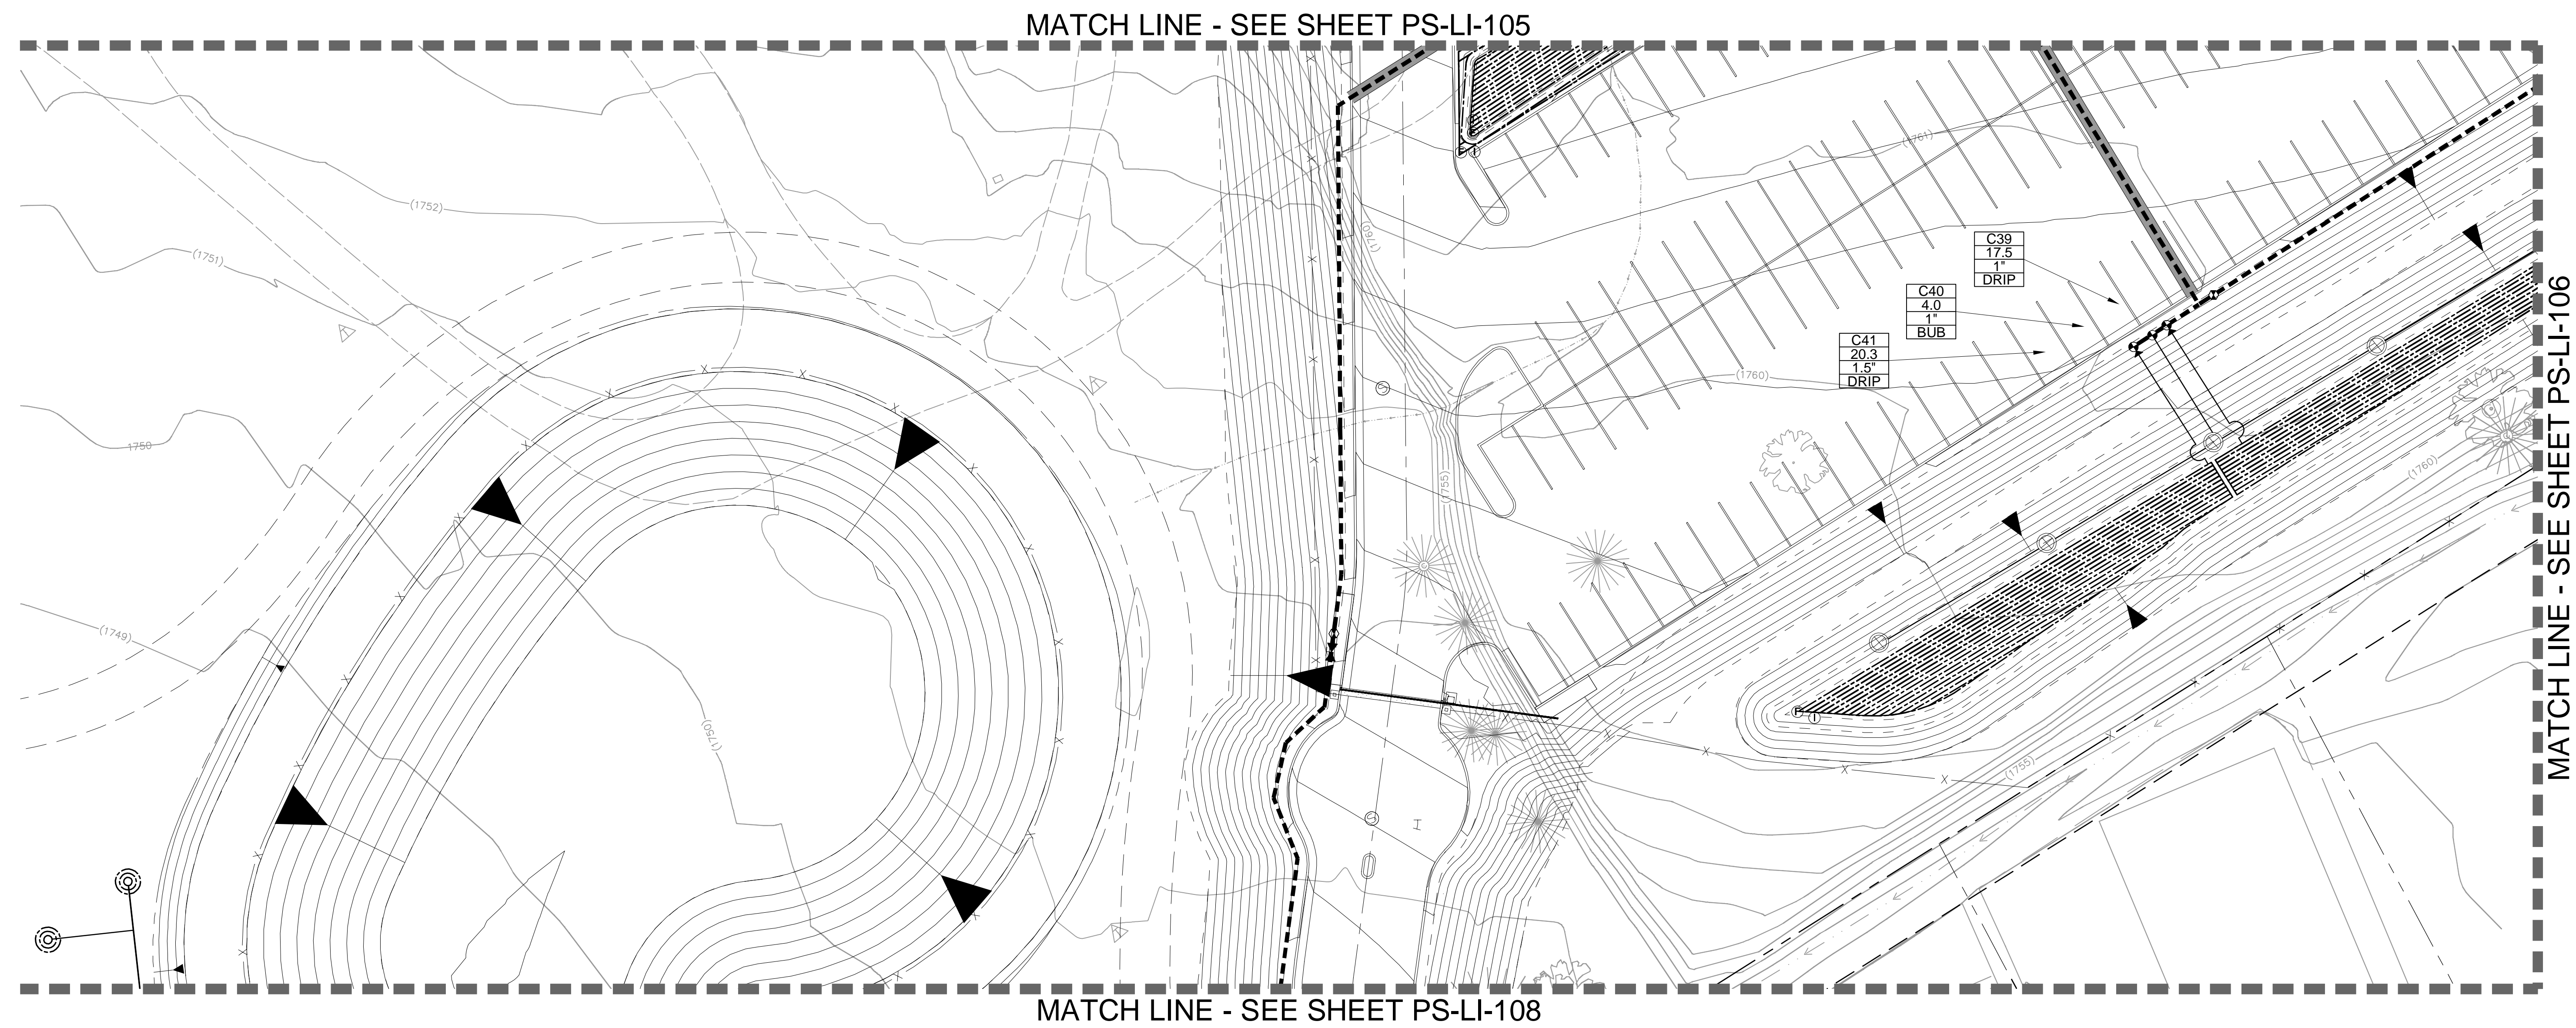 MATCH LINE - SEE SHEET PS-LI-105
(1752)
(1751)
1750
(1749)
(1750)
(1760)
(1755)
(1761)
C39
17.5
1"
DRIP
C40
4.0
1"
BUB
C41
20.3
1.5"
DRIP
(1760)
(1760)
(1755)
MATCH LINE - SEE SHEET PS-LI-106
MATCH LINE - SEE SHEET PS-LI-108